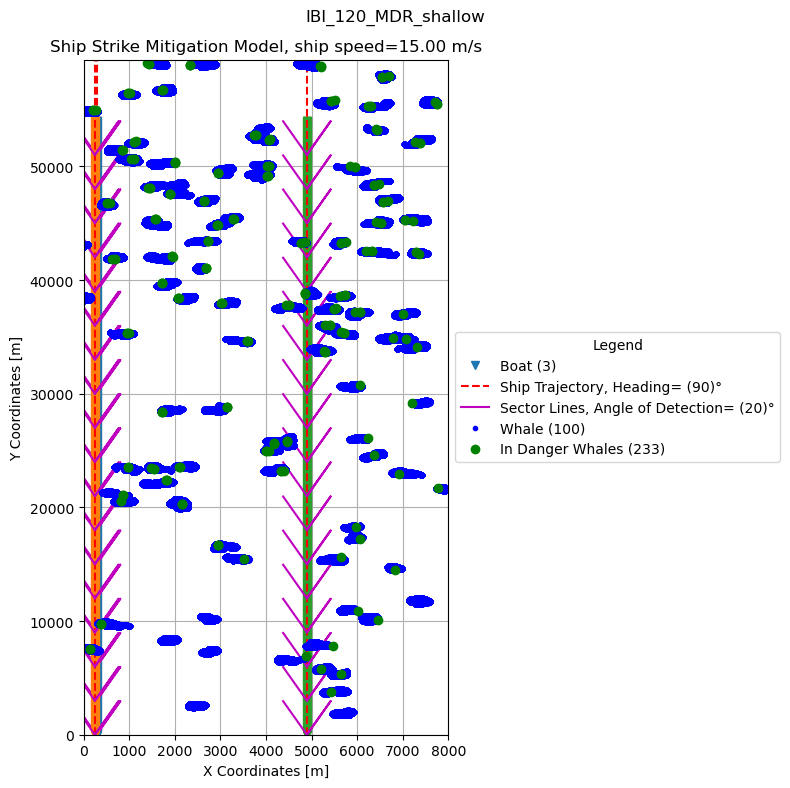 IBI_120_MDR_shallow
Ship Strike Mitigation Model, ship speed=15.00 m/s
Y Coordinates [m]
50000
40000
30000
20000
10000
0
0 1000 2000 3000 4000 5000 6000 7000 8000
X Coordinates [m]
Legend
Boat (3)
Ship Trajectory, Heading= (90)°
Sector Lines, Angle of Detection= (20)°
Whale (100)
In Danger Whales (233)